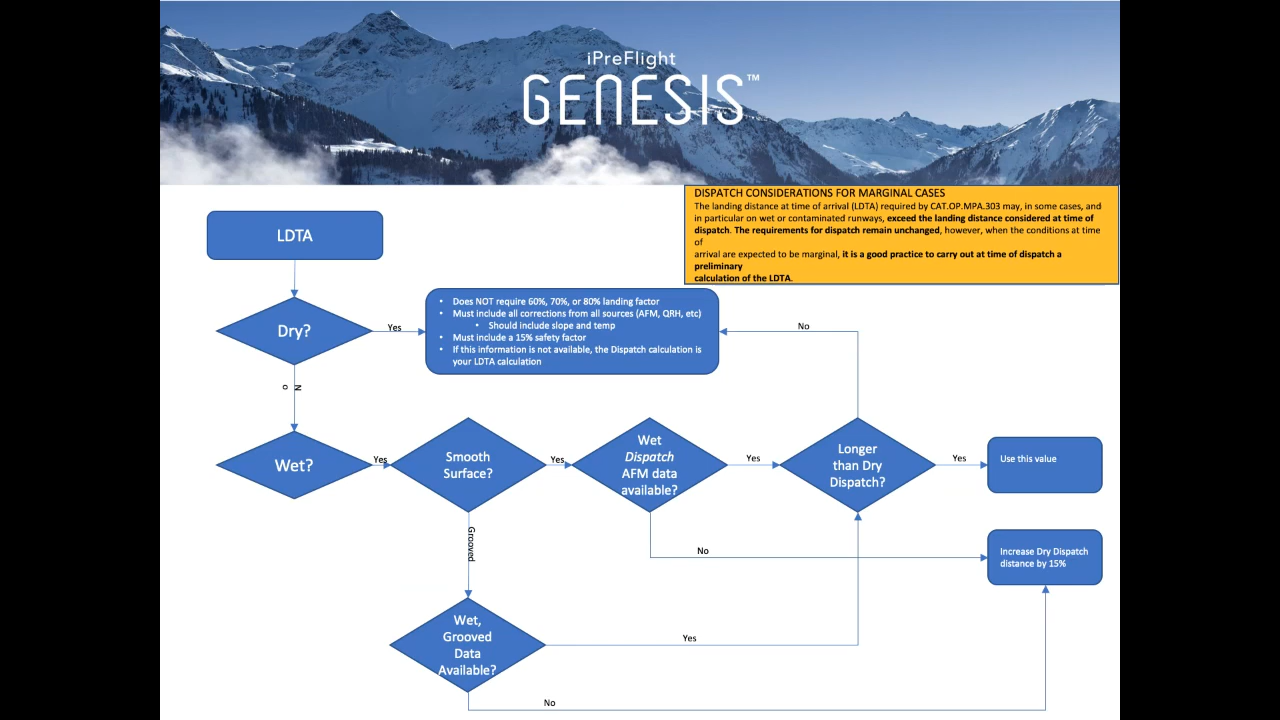 iPreFlight
GENESIS™
DISPATCH CONSIDERATIONS FOR MARGINAL CASES
The landing distance at time of arrival (LDTA) required by CAT.OP.MPA.303 may, in some cases, and
in particular on wet or contaminated runways, exceed the landing distance considered at time of
dispatch. The requirements for dispatch remain unchanged, however, when the conditions at time
of
arrival are expected to be marginal, it is a good practice to carry out at time of dispatch a
preliminary
calculation of the LDTA.
LDTA
Dry?
Yes
• Does NOT require 60%, 70%, or 80% landing factor
• Must include all corrections from all sources (AFM, QRH, etc)
• Should include slope and temp
• Must include a 15% safety factor
• If this information is not available, the Dispatch calculation is
your LDTA calculation
No
No
Wet?
Yes
Smooth
Surface?
Yes
Wet
Dispatch
AFM data
available?
Yes
Longer
than Dry
Dispatch?
Yes
Use this value
Grooved
No
Increase Dry Dispatch
distance by 15%
Wet,
Grooved
Data
Available?
Yes
No